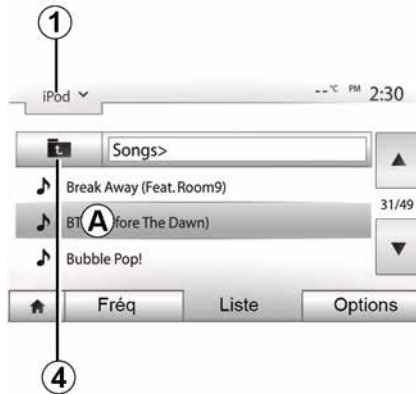 1
iPod
--°C PM 2:30
Songs>
Break Away (Feat. Room9)
31/49
A fore The Dawn)
Bubble Pop!
Fréq Liste Options
4